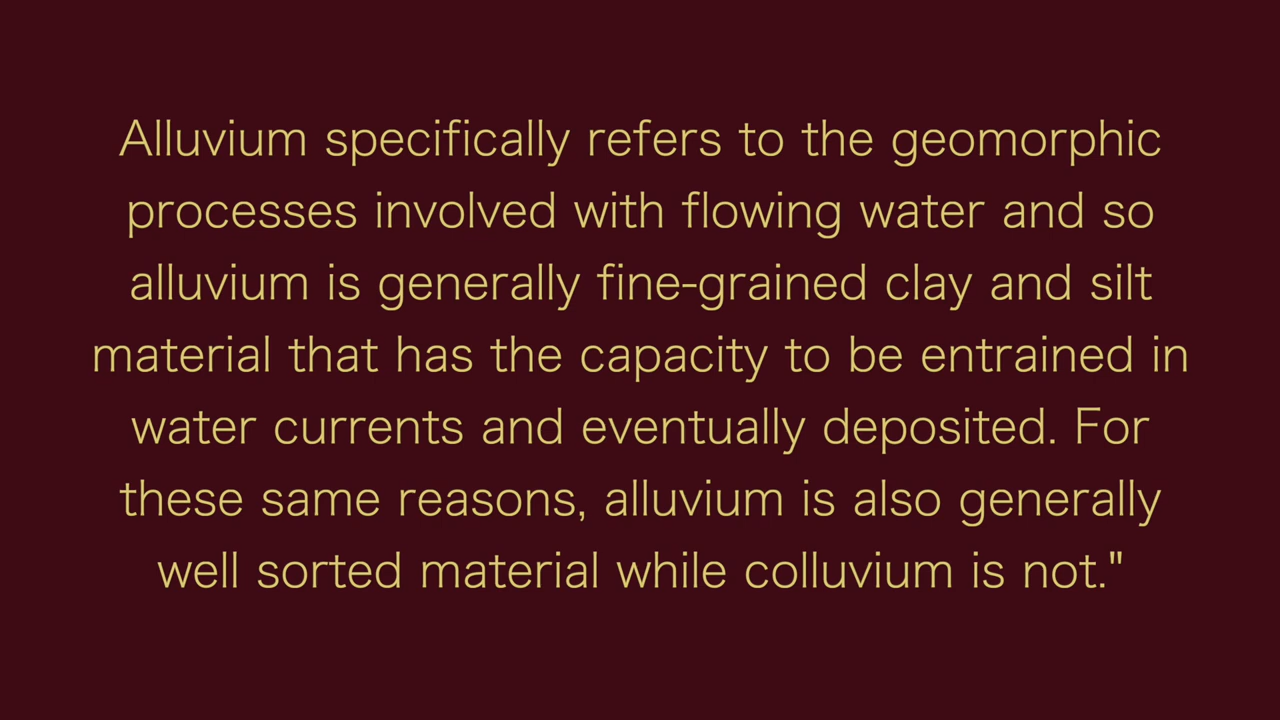 Alluvium specifically refers to the geomorphic
processes involved with flowing water and so
alluvium is generally fine-grained clay and silt
material that has the capacity to be entrained in
water currents and eventually deposited. For
these same reasons, alluvium is also generally
well sorted material while colluvium is not."